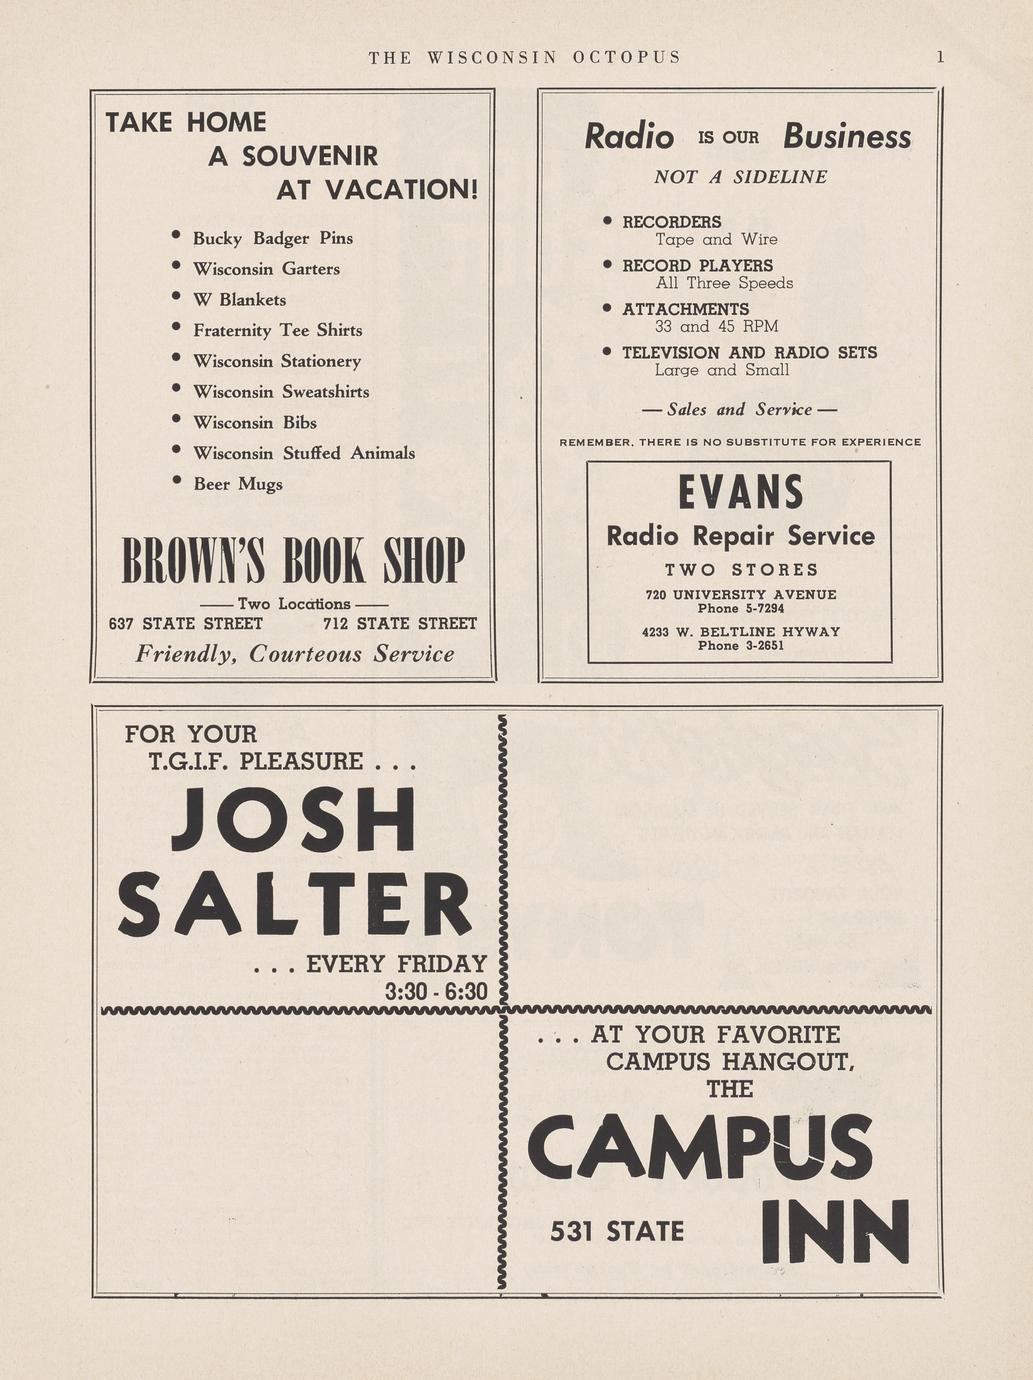 THE WISCONSIN OCTOPUS 1
TAKE HOME
A SOUVENIR
AT VACATION!
• Bucky Badger Pins
• Wisconsin Garters
• W Blankets
• Fraternity Tee Shirts
• Wisconsin Stationery
• Wisconsin Sweatshirts
• Wisconsin Bibs
• Wisconsin Stuffed Animals
• Beer Mugs
BROWN'S BOOK SHOP
— Two Locations —
637 STATE STREET 712 STATE STREET
Friendly, Courteous Service
Radio IS OUR Business
NOT A SIDELINE
• RECORDERS
Tape and Wire
• RECORD PLAYERS
All Three Speeds
• ATTACHMENTS
33 and 45 RPM
• TELEVISION AND RADIO SETS
Large and Small
— Sales and Service —
REMEMBER, THERE IS NO SUBSTITUTE FOR EXPERIENCE
EVANS
Radio Repair Service
TWO STORES
720 UNIVERSITY AVENUE
Phone 5-7294
4233 W. BELTLINE HYWAY
Phone 3-2651
FOR YOUR
T.G.I.F. PLEASURE . . .
JOSH
SALTER
. . . EVERY FRIDAY
3:30 - 6:30
. . . AT YOUR FAVORITE
CAMPUS HANGOUT,
THE
CAMPUS
531 STATE INN